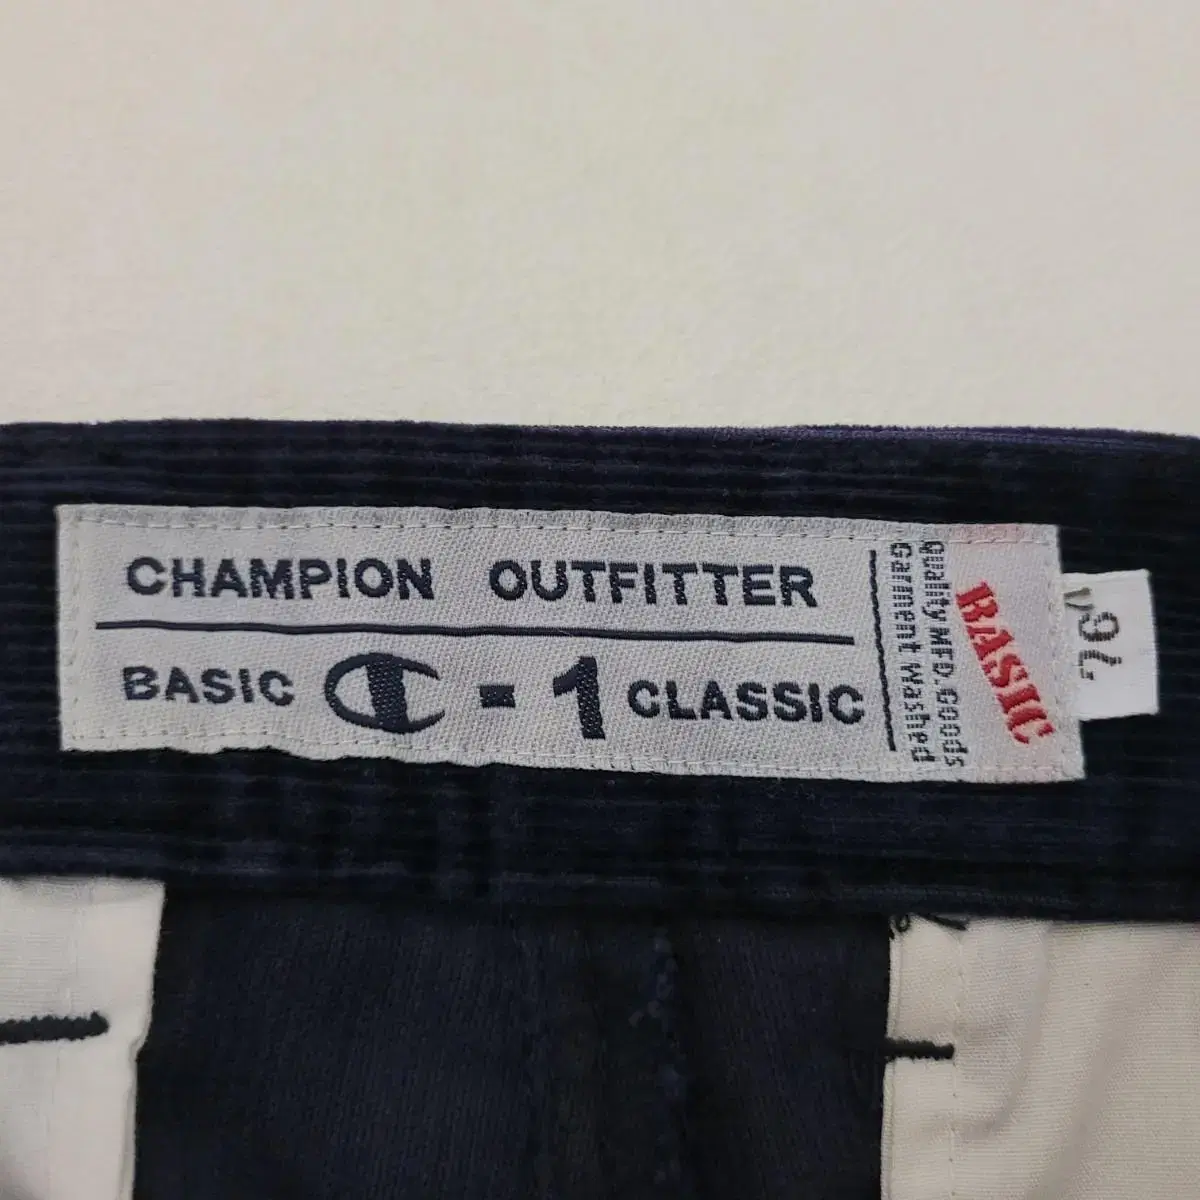 CHAMPION OUTFITTER
BASIC C-1 CLASSIC
Quality MFD. Goods
Garment washed
BASIC
76